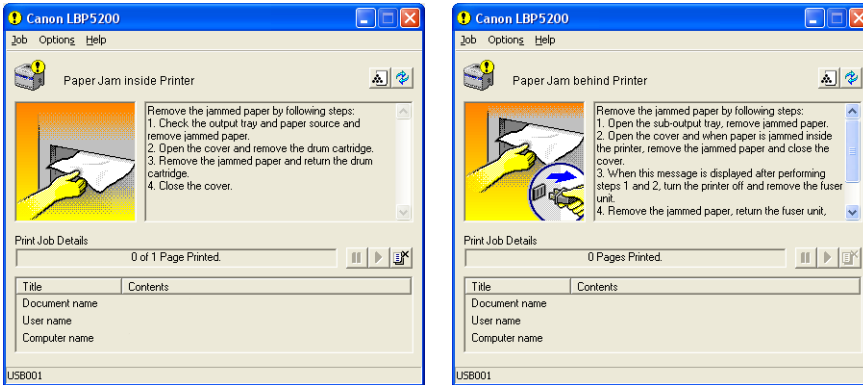 Canon LBP5200
Job Options Help
Paper Jam inside Printer
Remove the jammed paper by following steps:
1. Check the output tray and paper source and
remove jammed paper.
2. Open the cover and remove the drum cartridge.
3. Remove the jammed paper and return the drum
cartridge.
4. Close the cover.
Print Job Details
0 of 1 Page Printed.
Title Contents
Document name
User name
Computer name
USB001
Canon LBP5200
Job Options Help
Paper Jam behind Printer
Remove the jammed paper by following steps:
1. Open the sub-output tray, remove jammed paper.
2. Open the cover and when paper is jammed inside
the printer, remove the jammed paper and close the
cover.
3. When this message is displayed after performing
steps 1 and 2, turn the printer off and remove the fuser
unit.
4. Remove the jammed paper, return the fuser unit,
Print Job Details
0 Pages Printed.
Title Contents
Document name
User name
Computer name
USB001